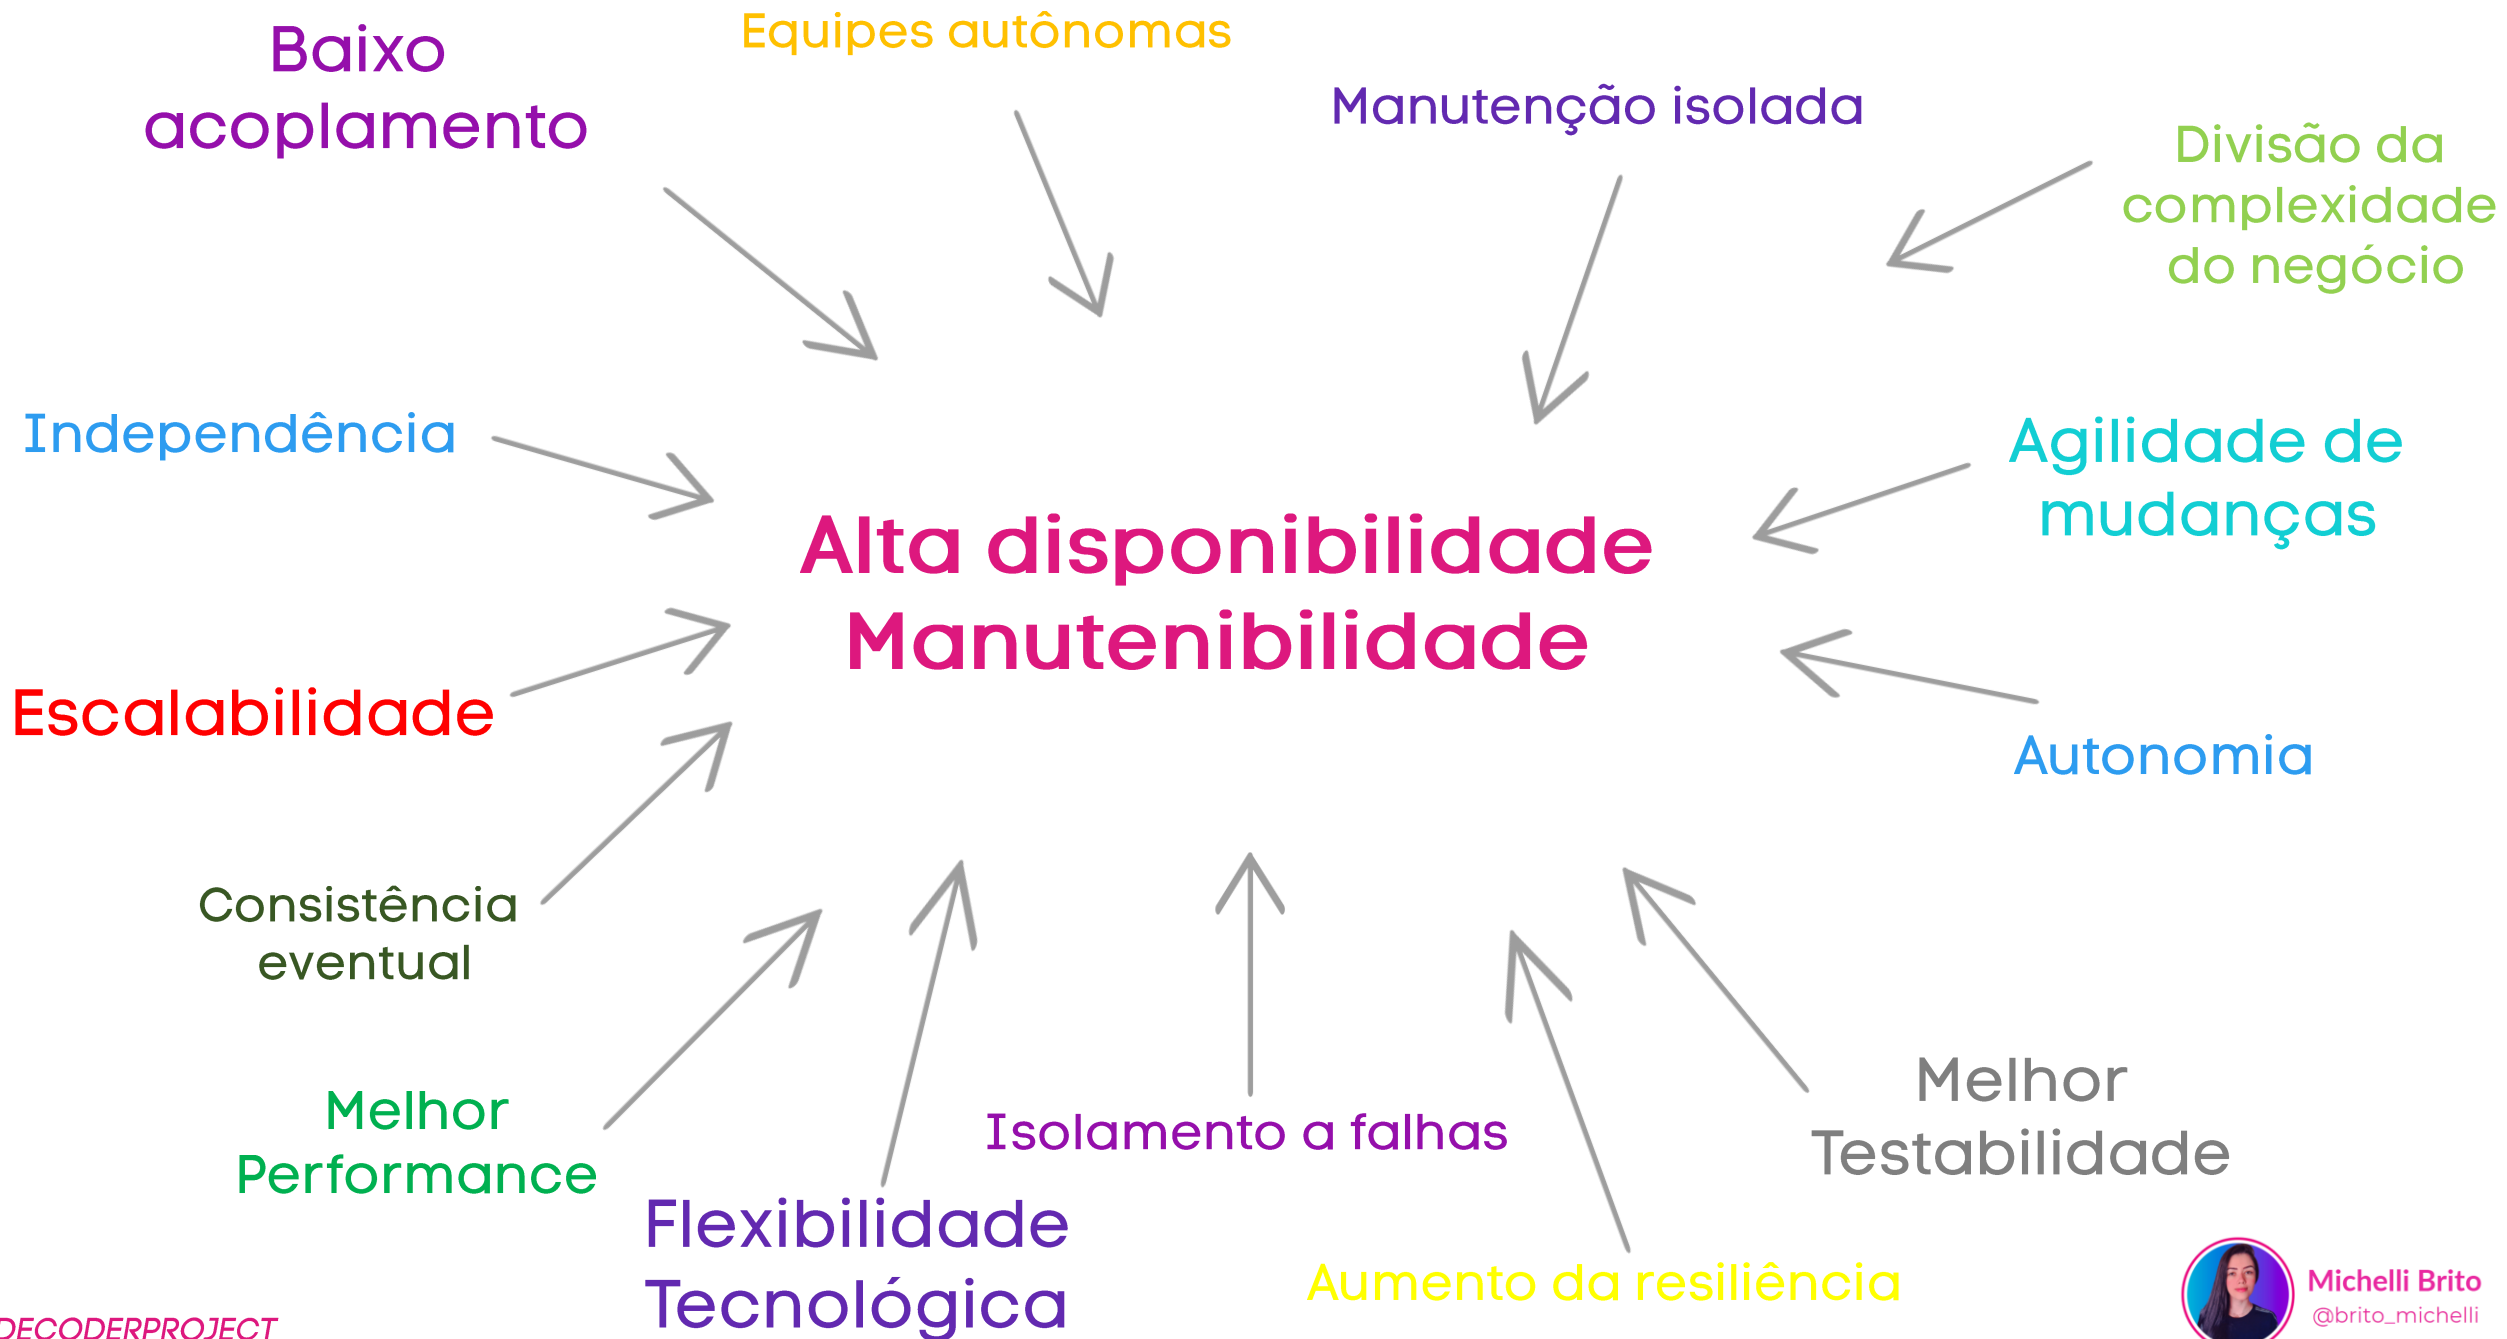 Equipes autônomas
Baixo
acoplamento
Manutenção isolada
Divisão da
complexidade
do negócio
Independência
Agilidade de
mudanças
Alta disponibilidade
Manutenibilidade
Escalabilidade
Autonomia
Consistência
eventual
Melhor
Performance
Isolamento a falhas
Melhor
Testabilidade
Flexibilidade
Tecnológica
Aumento da resiliência
Michelli Brito
@brito_michelli
DECODERPROJECT